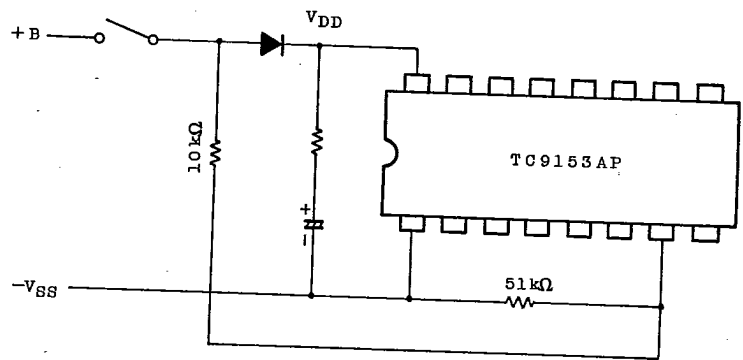 +B
VDD
10kΩ
TC9153AP
+
−
−VSS
51kΩ